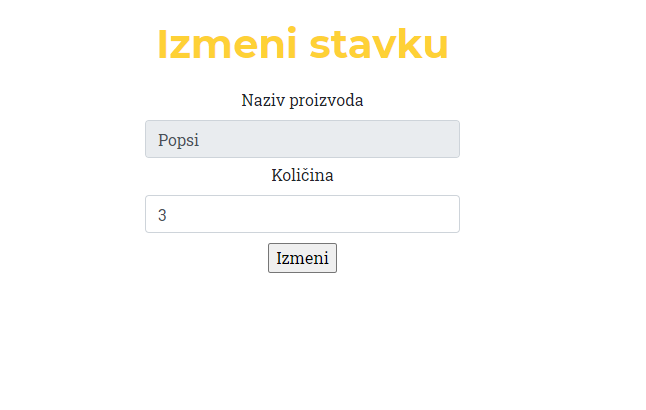 Izmeni stavku
Naziv proizvoda
Popsi
Količina
3
Izmeni